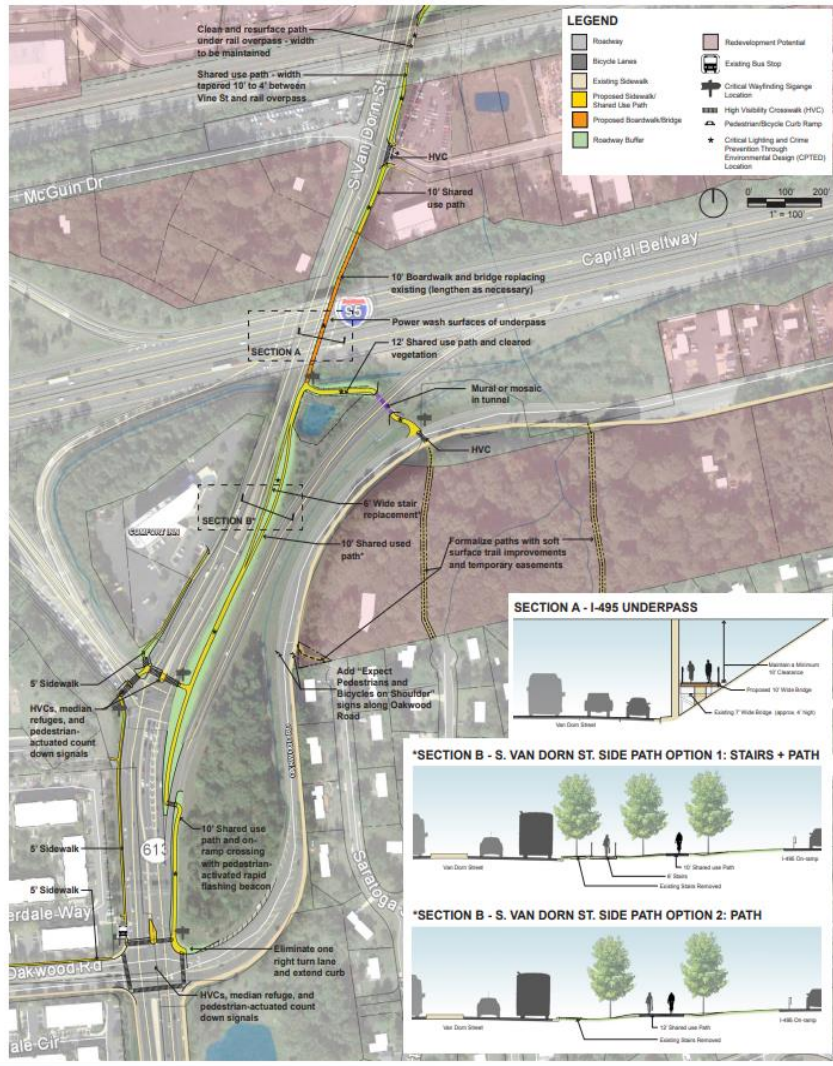 Clean and resurface path
under rail overpass - width
to be maintained
Shared use path - width
tapered 10' to 4' between
Vine St and rail overpass
S Van Dorn St
HVC
McGuin Dr
10' Shared
use path
LEGEND
Roadway
Bicycle Lanes
Existing Sidewalk
Proposed Sidewalk/
Shared Use Path
Proposed Boardwalk/Bridge
Roadway Buffer
Redevelopment Potential
Existing Bus Stop
Critical Wayfinding Sigange
Location
High Visibility Crosswalk (HVC)
Pedestrian/Bicycle Curb Ramp
Critical Lighting and Crime
Prevention Through
Environmental Design (CPTED)
Location
0' 100' 200'
1" = 100'
Capital Beltway
10' Boardwalk and bridge replacing
existing (lengthen as necessary)
95
Power wash surfaces of underpass
SECTION A
12' Shared use path and cleared
vegetation
Mural or mosaic
in tunnel
HVC
6' Wide stair
replacement*
SECTION B*
COMFORT INN
10' Shared used
path*
Formalize paths with soft
surface trail improvements
and temporary easements
5' Sidewalk
HVCs, median
refuges, and
pedestrian-
actuated count
down signals
Add "Expect
Pedestrians and
Bicycles on Shoulder"
signs along Oakwood
Road
Oakwood Rd
613
10' Shared use
path and on-
ramp crossing
with pedestrian-
activated rapid
flashing beacon
5' Sidewalk
5' Sidewalk
Saratoga S
erdale Way
Oakwood Rd
Eliminate one
right turn lane
and extend curb
HVCs, median refuge, and
pedestrian-actuated count
down signals
ale Cir
SECTION A - I-495 UNDERPASS
Maintain a Minimum
10' Clearance
Proposed 10' Wide Bridge
Existing 7' Wide Bridge (approx. 4' high)
Van Dorn Street
*SECTION B - S. VAN DORN ST. SIDE PATH OPTION 1: STAIRS + PATH
Van Dorn Street
10' Shared use Path
6' Stairs
Existing Stairs Removed
I-495 On-ramp
*SECTION B - S. VAN DORN ST. SIDE PATH OPTION 2: PATH
Van Dorn Street
12' Shared use Path
Existing Stairs Removed
I-495 On-ramp